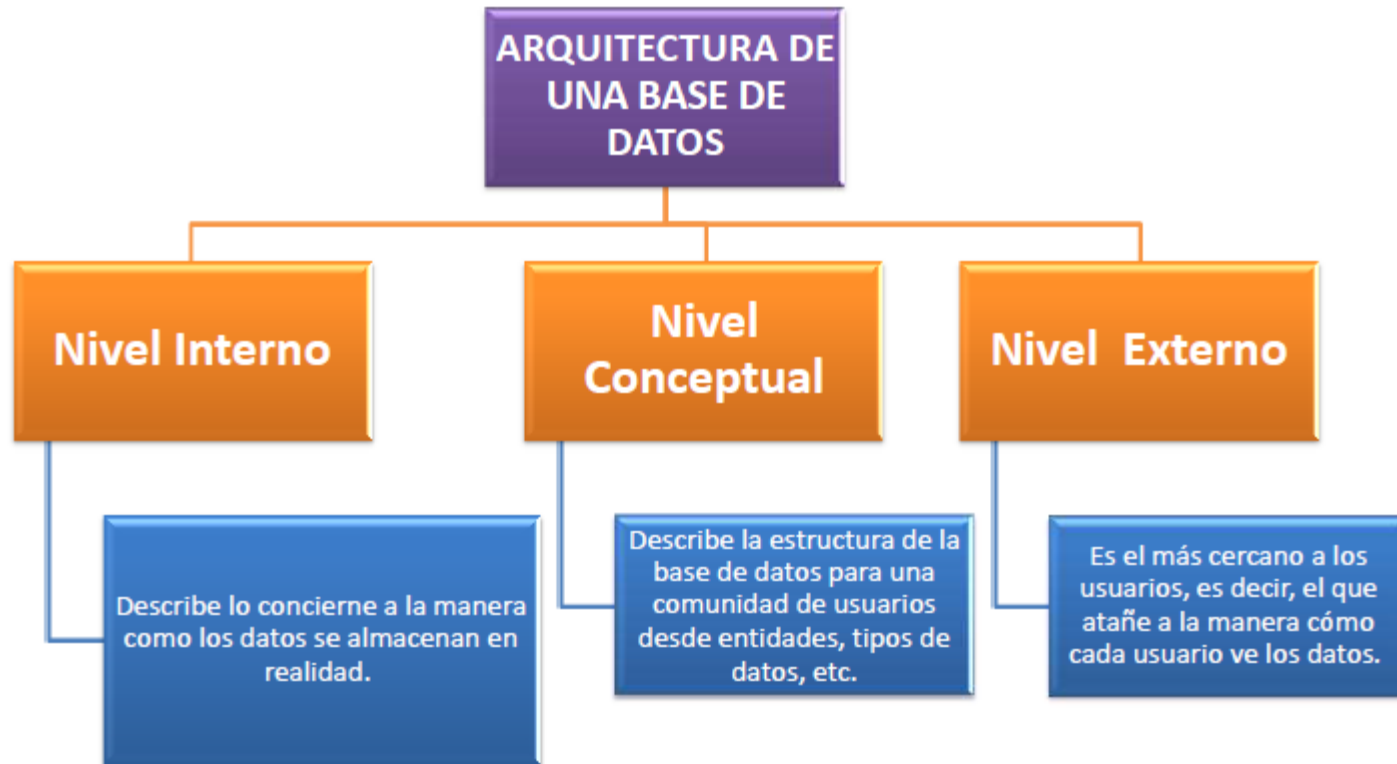 ARQUITECTURA DE
UNA BASE DE
DATOS
Nivel Interno
Nivel
Conceptual
Nivel Externo
Describe lo concierne a la manera
como los datos se almacenan en
realidad.
Describe la estructura de la
base de datos para una
comunidad de usuarios
desde entidades, tipos de
datos, etc.
Es el más cercano a los
usuarios, es decir, el que
atañe a la manera cómo
cada usuario ve los datos.